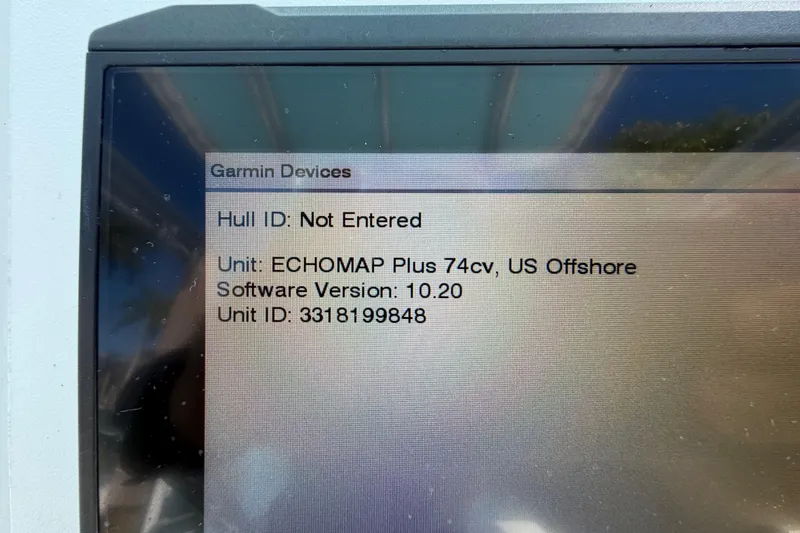 Garmin Devices
Hull ID: Not Entered
Unit: ECHOMAP Plus 74cv, US Offshore
Software Version: 10.20
Unit ID: 3318199848